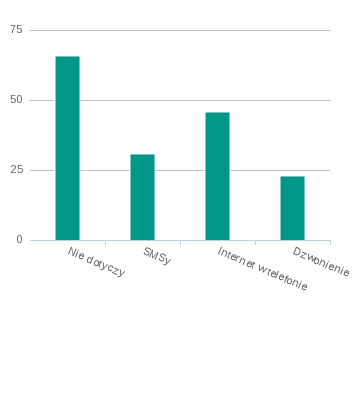 75
50
25
0
Nie dotyczy
SMSy
Internet w telefonie
Dzwonienie